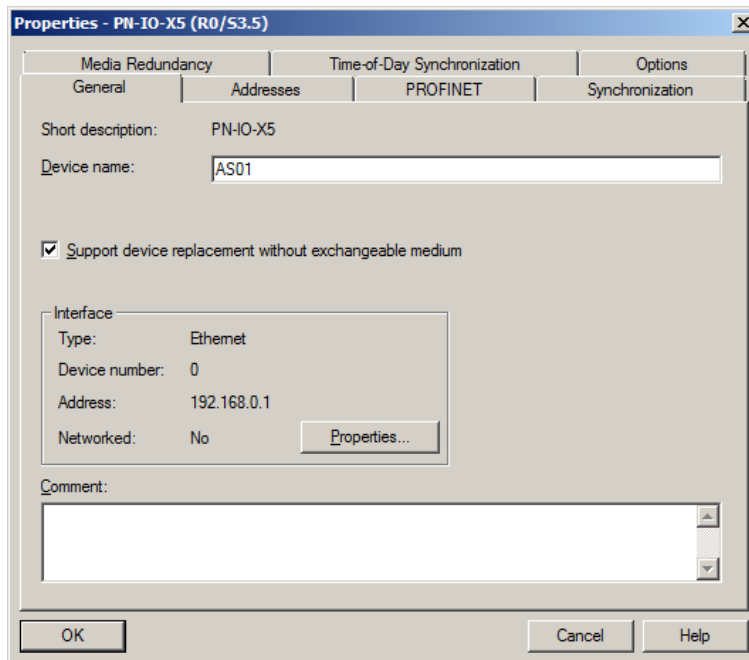 Properties - PN-IO-X5 (R0/S3.5)
Media Redundancy Time-of-Day Synchronization Options
General Addresses PROFINET Synchronization
Short description: PN-IO-X5
Device name: AS01
Support device replacement without exchangeable medium
Interface
Type: Ethernet
Device number: 0
Address: 192.168.0.1
Networked: No Properties...
Comment:
OK Cancel Help